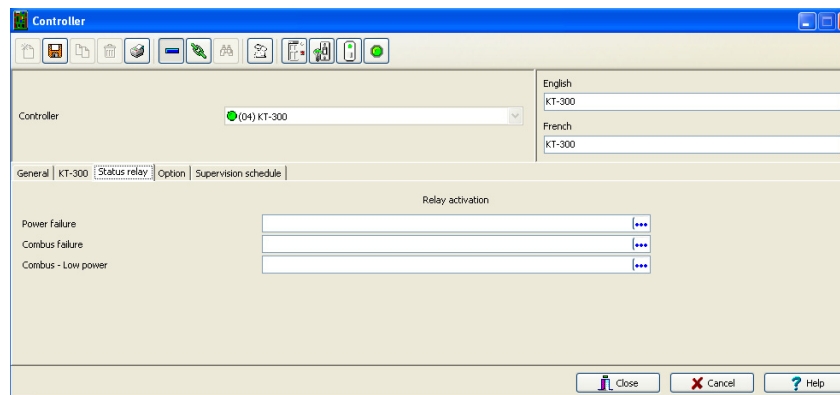 Controller
English
KT-300
Controller
(04) KT-300
French
KT-300
General KT-300 Status relay Option Supervision schedule
Relay activation
Power failure
Combus failure
Combus - Low power
Close Cancel Help